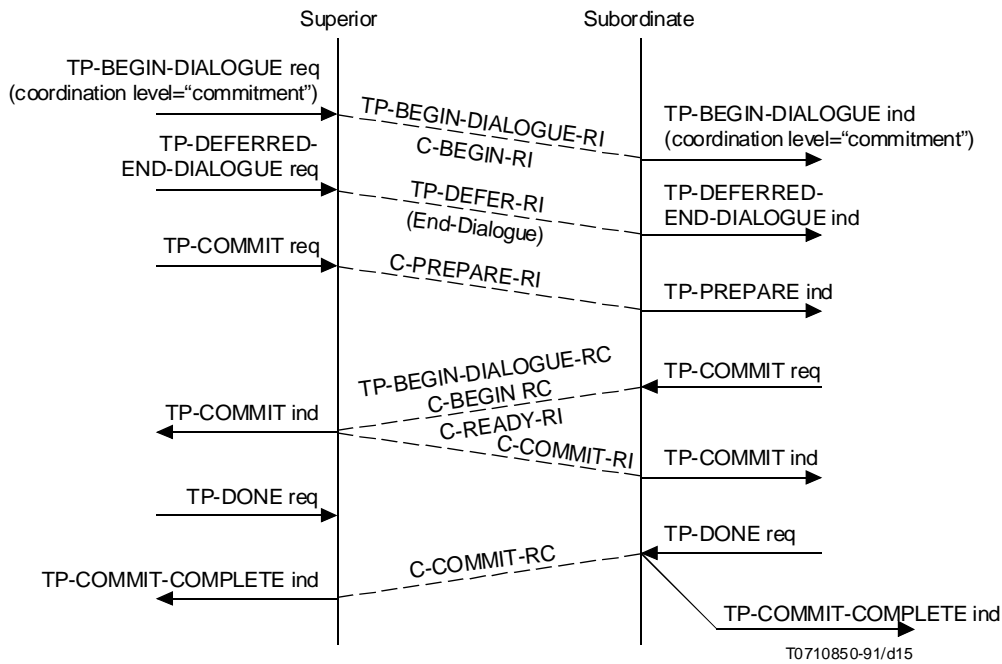 Superior
Subordinate
TP-BEGIN-DIALOGUE req
(coordination level=“commitment”)
TP-BEGIN-DIALOGUE-RI
C-BEGIN-RI
TP-BEGIN-DIALOGUE ind
(coordination level=“commitment”)
TP-DEFERRED-
END-DIALOGUE req
TP-DEFER-RI
(End-Dialogue)
TP-DEFERRED-
END-DIALOGUE ind
TP-COMMIT req
C-PREPARE-RI
TP-PREPARE ind
TP-BEGIN-DIALOGUE-RC
C-BEGIN RC
TP-COMMIT req
TP-COMMIT ind
C-READY-RI
C-COMMIT-RI
TP-COMMIT ind
TP-DONE req
TP-DONE req
C-COMMIT-RC
TP-COMMIT-COMPLETE ind
TP-COMMIT-COMPLETE ind
T0710850-91/d15